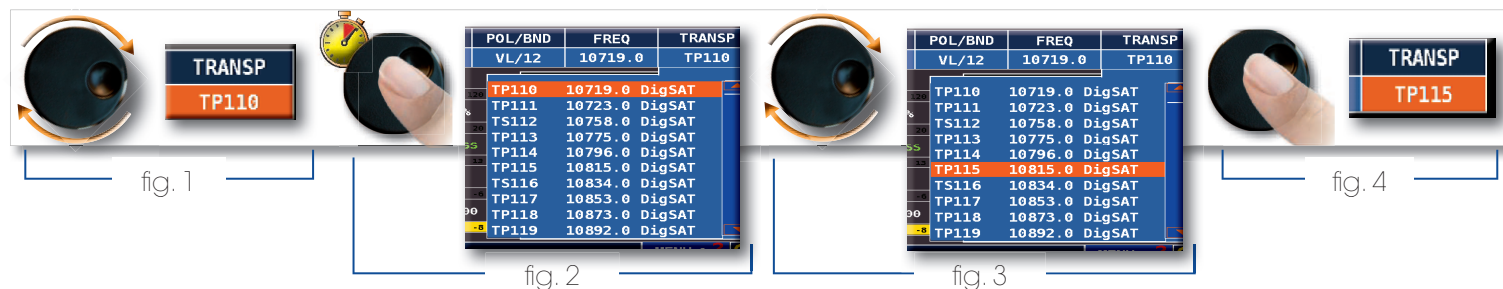 TRANSP
TP110
fig. 1
POL/BND FREQ TRANSP
VL/12 10719.0 TP110
TP110 10719.0 DigSAT
TP111 10723.0 DigSAT
TS112 10758.0 DigSAT
TP113 10775.0 DigSAT
TP114 10796.0 DigSAT
TP115 10815.0 DigSAT
TS116 10834.0 DigSAT
TP117 10853.0 DigSAT
TP118 10873.0 DigSAT
TP119 10892.0 DigSAT
fig. 2
POL/BND FREQ TRANSP
VL/12 10719.0 TP110
TP110 10719.0 DigSAT
TP111 10723.0 DigSAT
TS112 10758.0 DigSAT
TP113 10775.0 DigSAT
TP114 10796.0 DigSAT
TP115 10815.0 DigSAT
TS116 10834.0 DigSAT
TP117 10853.0 DigSAT
TP118 10873.0 DigSAT
TP119 10892.0 DigSAT
fig. 3
TRANSP
TP115
fig. 4